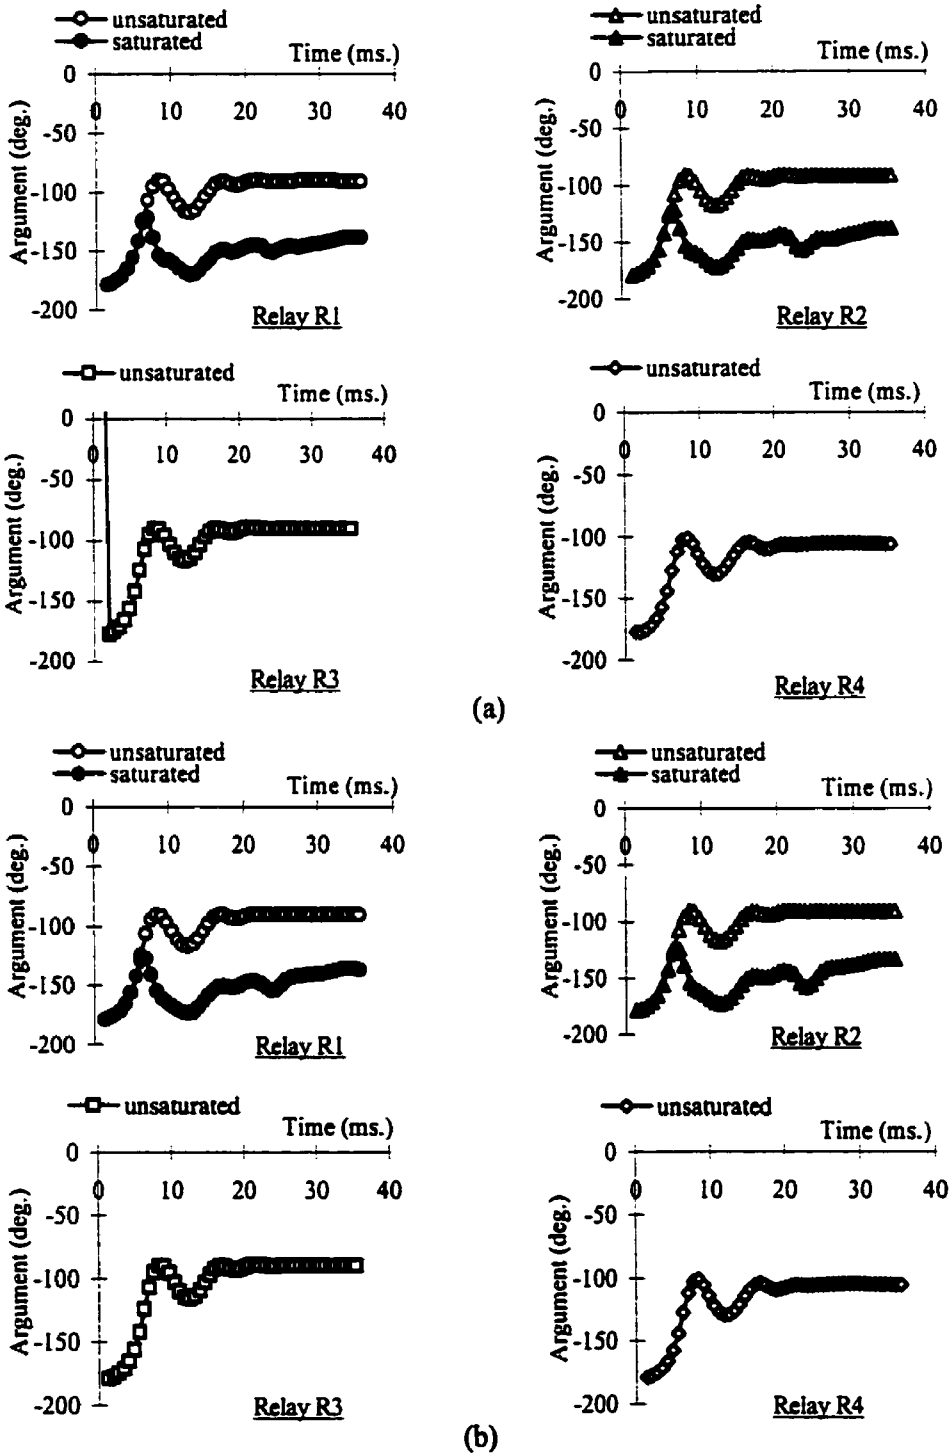 unsaturated
saturated
Time (ms.)
0
0 10 20 30 40
-50
-100
-150
-200
Argument (deg.)
Relay R1
unsaturated
saturated
Time (ms.)
0
0 10 20 30 40
-50
-100
-150
-200
Argument (deg.)
Relay R2
unsaturated
Time (ms.)
0
0 10 20 30 40
-50
-100
-150
-200
Argument (deg.)
Relay R3
unsaturated
Time (ms.)
0
0 10 20 30 40
-50
-100
-150
-200
Argument (deg.)
Relay R4
(a)
unsaturated
saturated
Time (ms.)
0
0 10 20 30 40
-50
-100
-150
-200
Argument (deg.)
Relay R1
unsaturated
saturated
Time (ms.)
0
0 10 20 30 40
-50
-100
-150
-200
Argument (deg.)
Relay R2
unsaturated
Time (ms.)
0
0 10 20 30 40
-50
-100
-150
-200
Argument (deg.)
Relay R3
unsaturated
Time (ms.)
0
0 10 20 30 40
-50
-100
-150
-200
Argument (deg.)
Relay R4
(b)